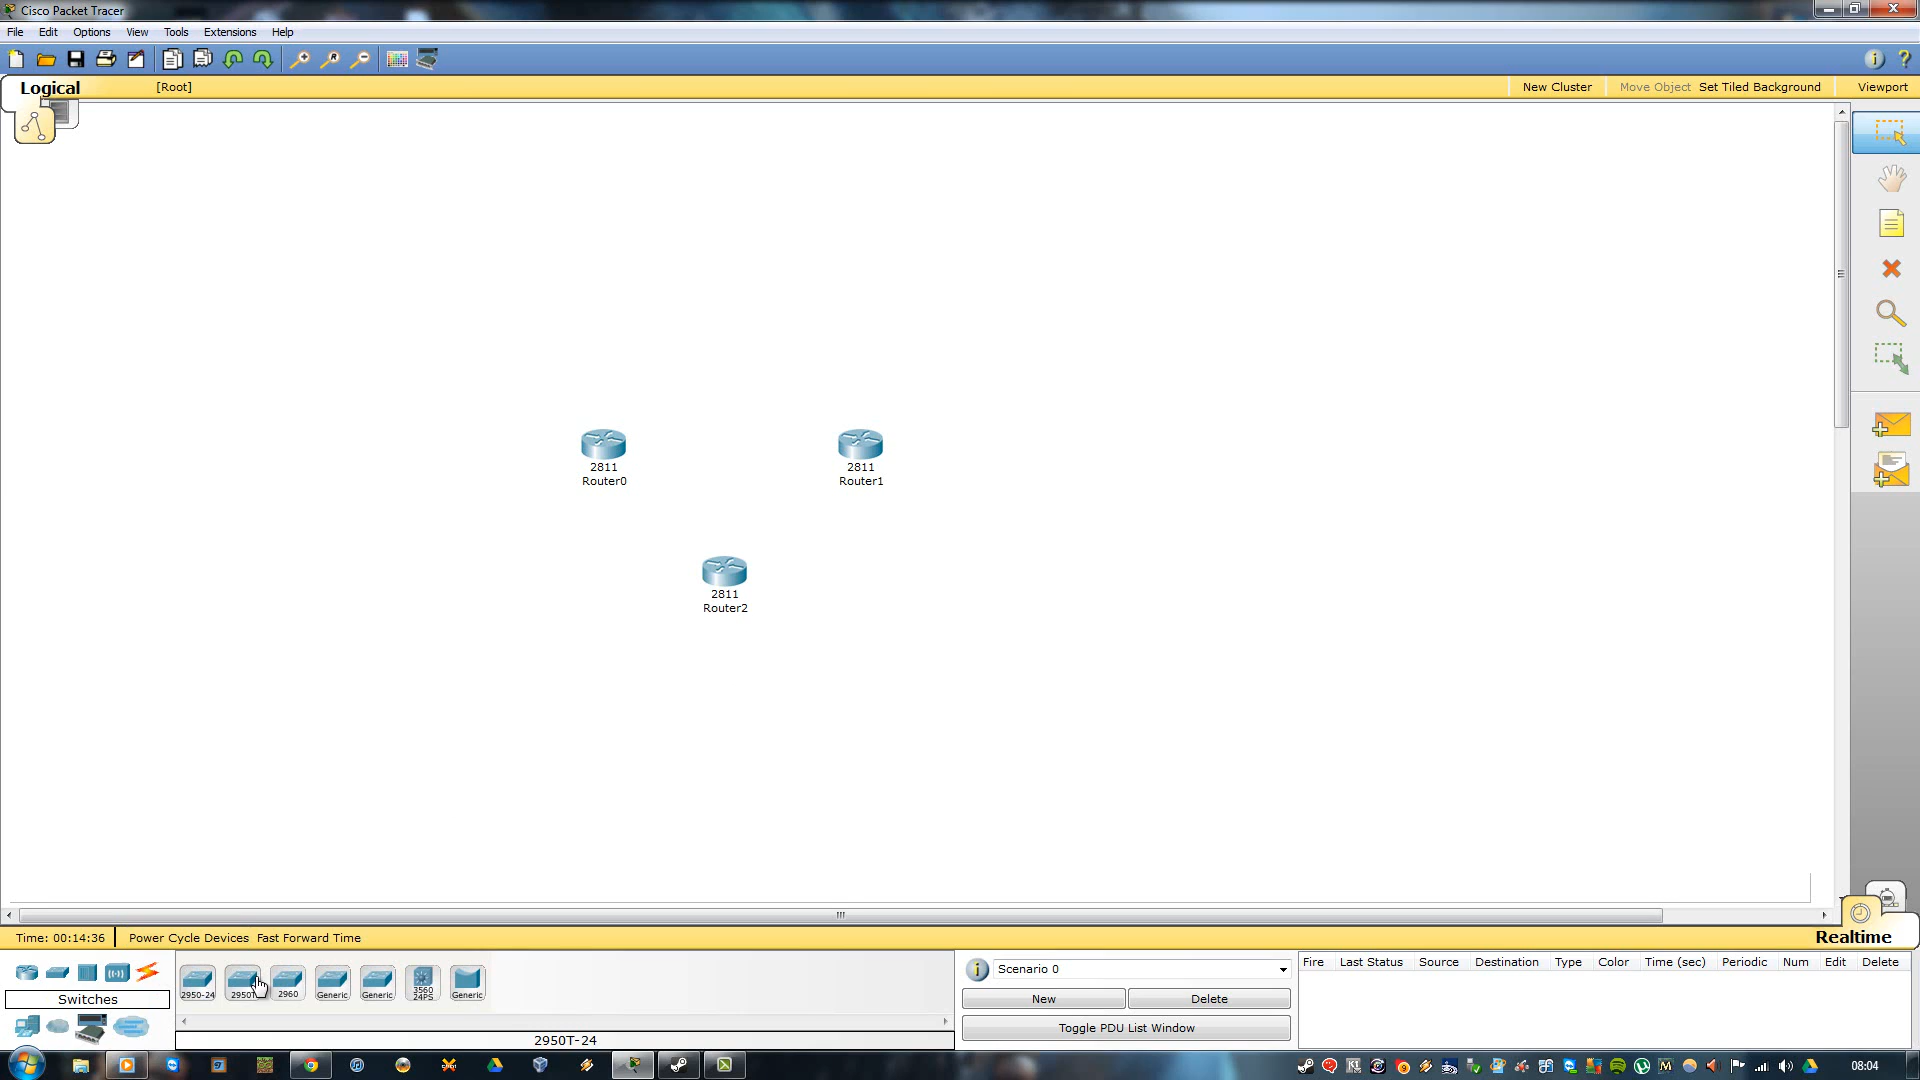 Cisco Packet Tracer
File Edit Options View Tools Extensions Help
Logical [Root] New Cluster Move Object Set Tiled Background Viewport
2811
Router0
2811
Router1
2811
Router2
Time: 00:14:36 Power Cycle Devices Fast Forward Time Realtime
Switches
2950-24 2960 Generic Generic 3560 24PS Generic
2950T-24
Scenario 0
New Delete
Toggle PDU List Window
Fire Last Status Source Destination Type Color Time (sec) Periodic Num Edit Delete
08:04